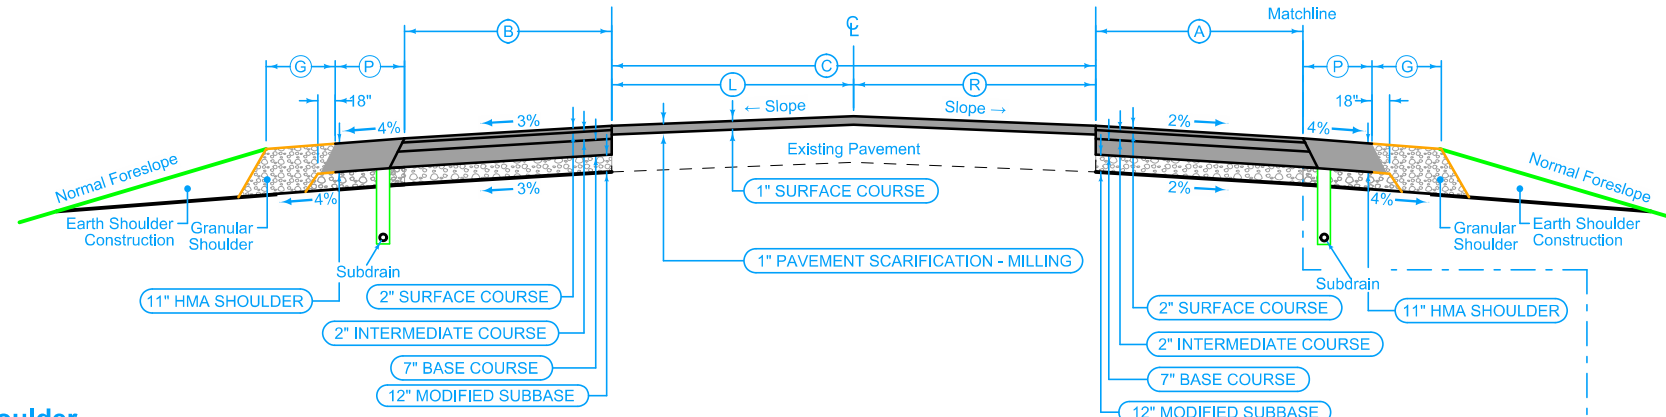 Matchline
℄
B
A
C
G
P
L
R
P
G
18"
← Slope
Slope →
18"
4%
3%
2%
4%
Normal Foreslope
Existing Pavement
Normal Foreslope
3%
1" SURFACE COURSE
2%
4%
4%
Earth Shoulder
Construction
Granular
Shoulder
Granular
Shoulder
Earth Shoulder
Construction
1" PAVEMENT SCARIFICATION - MILLING
Subdrain
Subdrain
11" HMA SHOULDER
2" SURFACE COURSE
2" SURFACE COURSE
11" HMA SHOULDER
2" INTERMEDIATE COURSE
2" INTERMEDIATE COURSE
7" BASE COURSE
7" BASE COURSE
12" MODIFIED SUBBASE
12" MODIFIED SUBBASE